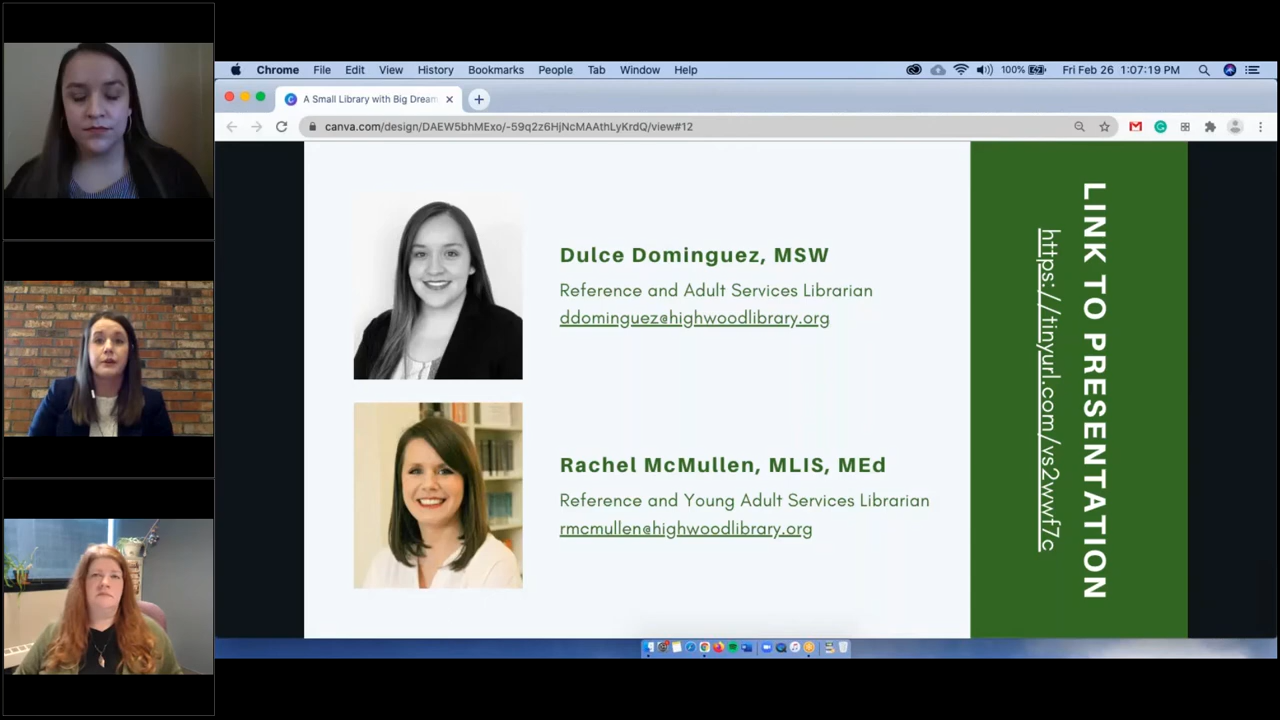 Chrome File Edit View History Bookmarks People Tab Window Help 100% Fri Feb 26 1:07:19 PM
A Small Library with Big Dream
canva.com/design/DAEW5bhMExo/-59q2z6HjNcMAAthLyKrdQ/view#12
Dulce Dominguez, MSW
Reference and Adult Services Librarian
ddominguez@highwoodlibrary.org
Rachel McMullen, MLIS, MEd
Reference and Young Adult Services Librarian
rmcmullen@highwoodlibrary.org
LINK TO PRESENTATION
https://tinyurl.com/vs2wwf7c